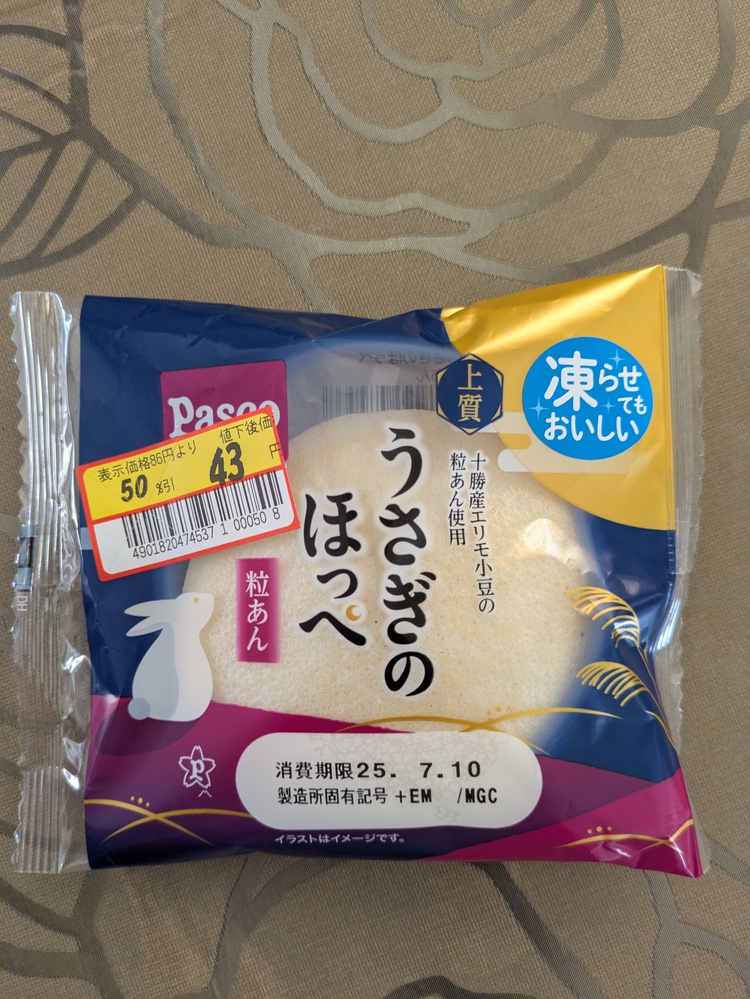 上質
凍らせ
ても
おいしい
Pasco
表示価格86円より
値下後価
50
%引
43
円
4901820474537 1 00050 8
十勝産エリモ小豆の
粒あん使用
うさぎの
ほっぺ
粒あん
P
消費期限25. 7.10
製造所固有記号 +EM /MGC
イラストはイメージです。